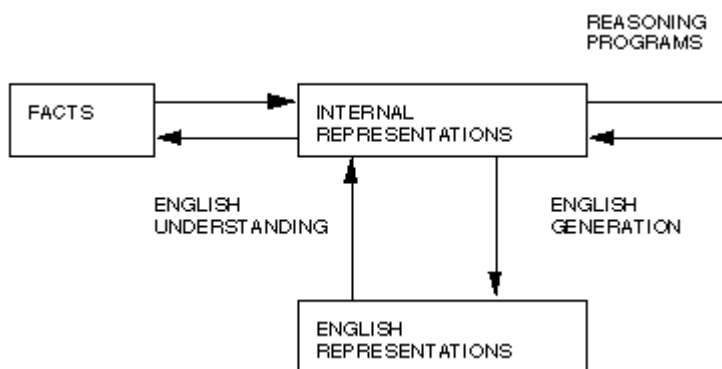 REASONING
PROGRAMS
FACTS
INTERNAL
REPRESENTATIONS
ENGLISH
UNDERSTANDING
ENGLISH
GENERATION
ENGLISH
REPRESENTATIONS